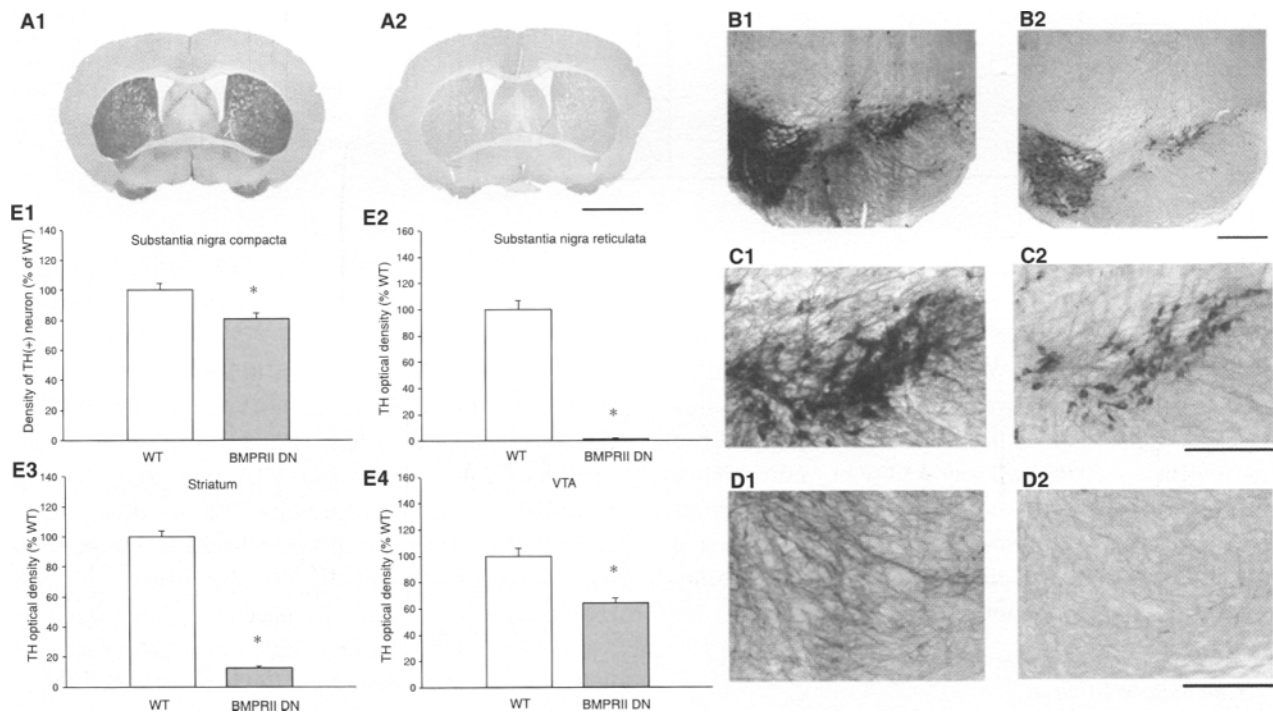 A1
A2
B1
B2
E1
Substantia nigra compacta
Density of TH(+) neuron (% of WT)
140
120
100
80
60
40
20
0
*
WT
BMPRII DN
E2
Substantia nigra reticulata
TH optical density (% WT)
140
120
100
80
60
40
20
0
*
WT
BMPRII DN
C1
C2
E3
Striatum
TH optical density (% WT)
140
120
100
80
60
40
20
0
*
WT
BMPRII DN
E4
VTA
TH optical density (% WT)
160
140
120
100
80
60
40
20
0
*
WT
BMPRII DN
D1
D2